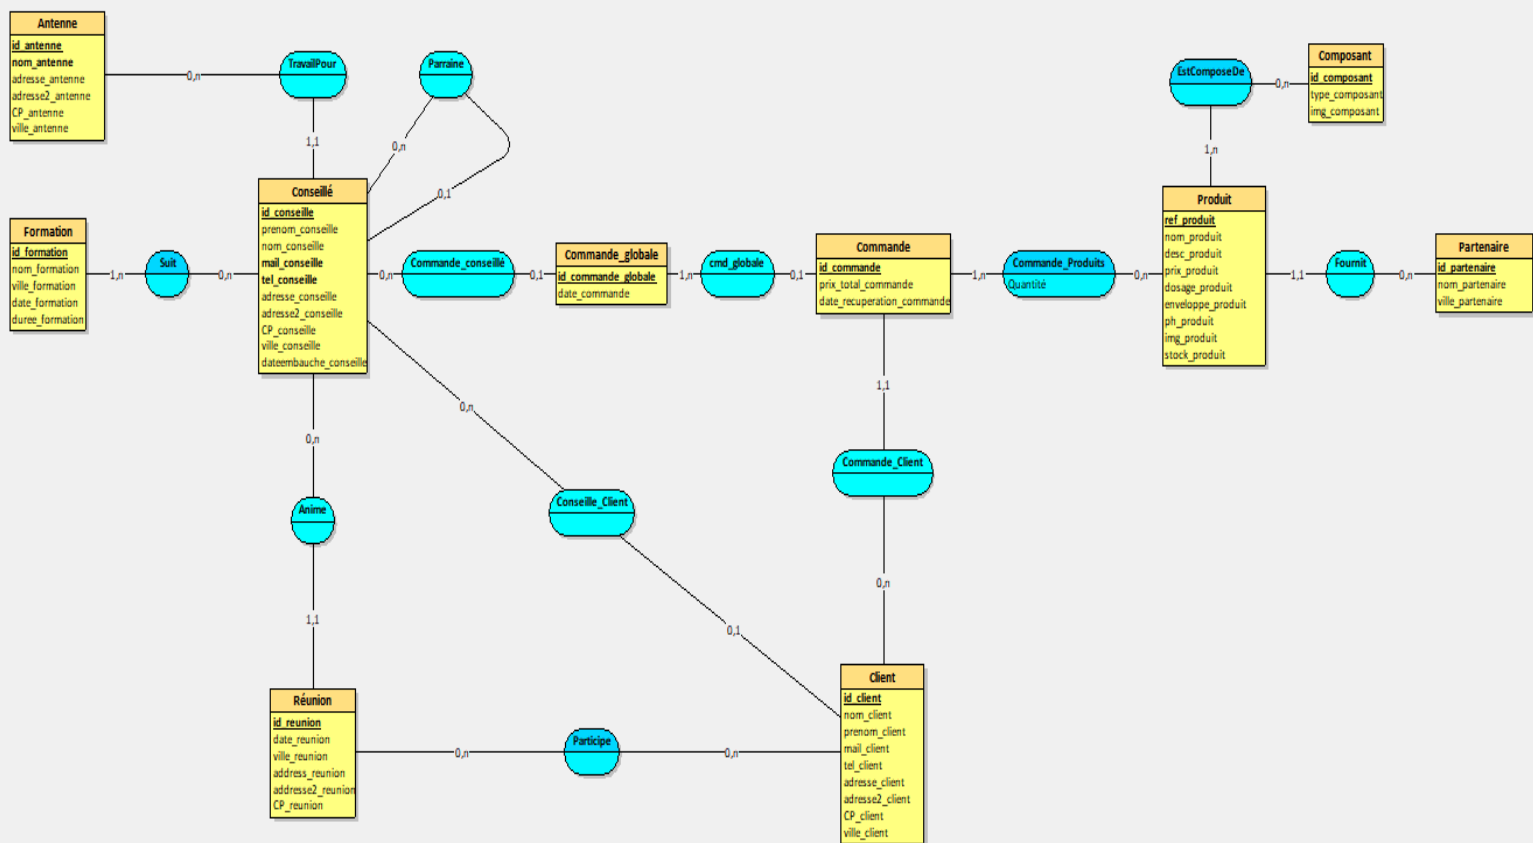 Antenne
id_antenne
nom_antenne
adresse_antenne
adresse2_antenne
CP_antenne
ville_antenne
0,n
TravailPour
1,1
Parraine
0,n
0,1
Conseillé
id_conseille
prenom_conseille
nom_conseille
mail_conseille
tel_conseille
adresse_conseille
adresse2_conseille
CP_conseille
ville_conseille
dateembauche_conseille
Formation
id_formation
nom_formation
ville_formation
date_formation
duree_formation
1,n
Suit
0,n
0,n
Commande_conseillé
0,1
Commande_globale
id_commande_globale
date_commande
1,n
cmd_globale
0,1
Commande
id_commande
prix_total_commande
date_recuperation_commande
1,n
Commande_Produits
Quantité
0,n
EstComposeDe
0,n
Composant
id_composant
type_composant
img_composant
1,n
Produit
ref_produit
nom_produit
desc_produit
prix_produit
dosage_produit
enveloppe_produit
ph_produit
img_produit
stock_produit
1,1
Fournit
0,n
Partenaire
id_partenaire
nom_partenaire
ville_partenaire
0,n
Anime
1,1
0,n
Conseille_Client
0,1
1,1
Commande_Client
0,n
Réunion
id_reunion
date_reunion
ville_reunion
address_reunion
addresse2_reunion
CP_reunion
0,n
Participe
0,n
Client
id_client
nom_client
prenom_client
mail_client
tel_client
adresse_client
adresse2_client
CP_client
ville_client